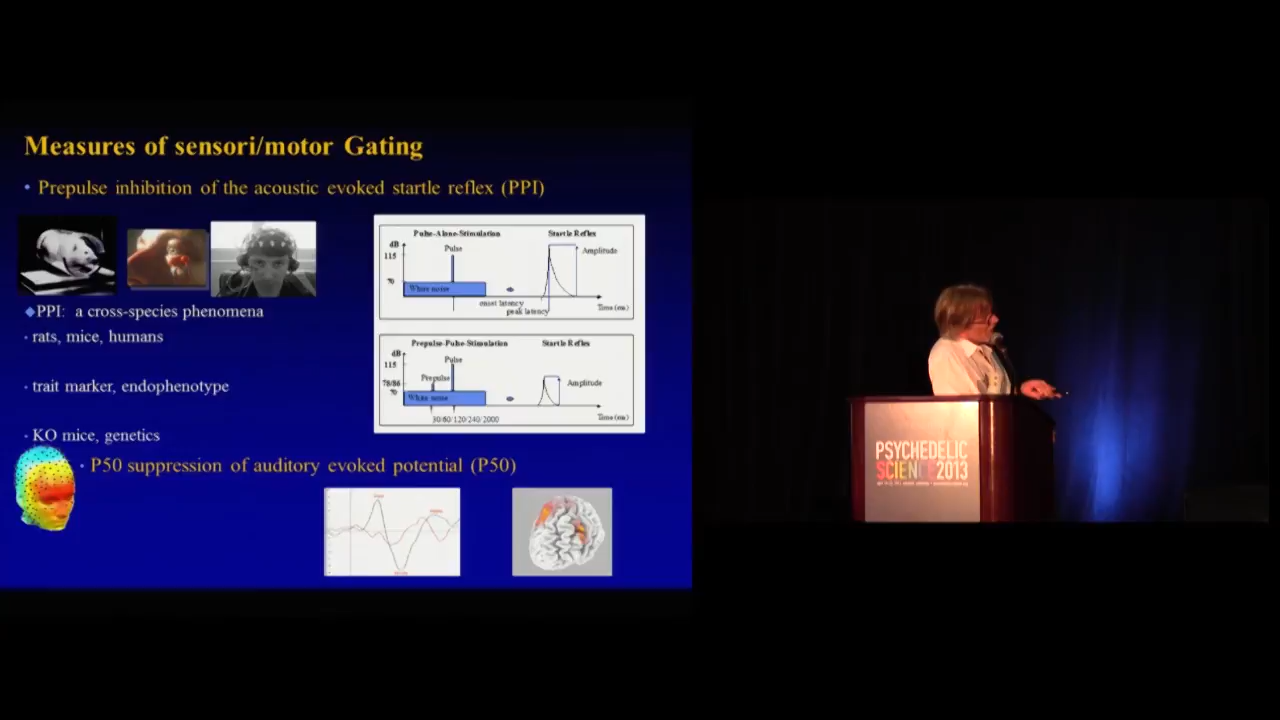 Measures of sensori/motor Gating
• Prepulse inhibition of the acoustic evoked startle reflex (PPI)
◆PPI: a cross-species phenomena
· rats, mice, humans
· trait marker, endophenotype
· KO mice, genetics
Pulse-Alone-Stimulation Startle Reflex
dB
115
70
Pulse
White noise
Amplitude
onset latency
peak latency
Time (ms)
Prepulse-Pulse-Stimulation Startle Reflex
dB
115
78/86
70
Pulse
Prepulse
White noise
Amplitude
Time (ms)
30/60/120/240/2000
• P50 suppression of auditory evoked potential (P50)
PSYCHEDELIC
SCIENCE 2013